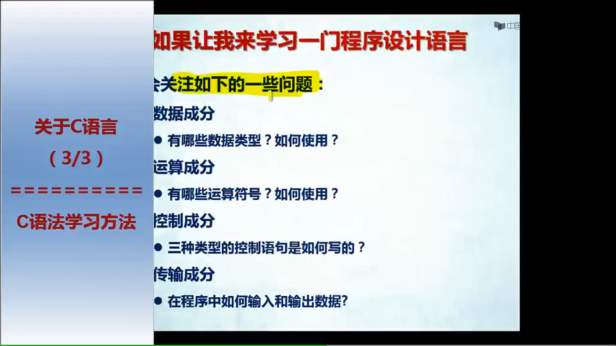 关于C语言
（3/3）
==========
C语法学习方法
如果让我来学习一门程序设计语言
会关注如下的一些问题：
数据成分
● 有哪些数据类型？如何使用？
运算成分
● 有哪些运算符号？如何使用？
控制成分
● 三种类型的控制语句是如何写的？
传输成分
● 在程序中如何输入和输出数据?